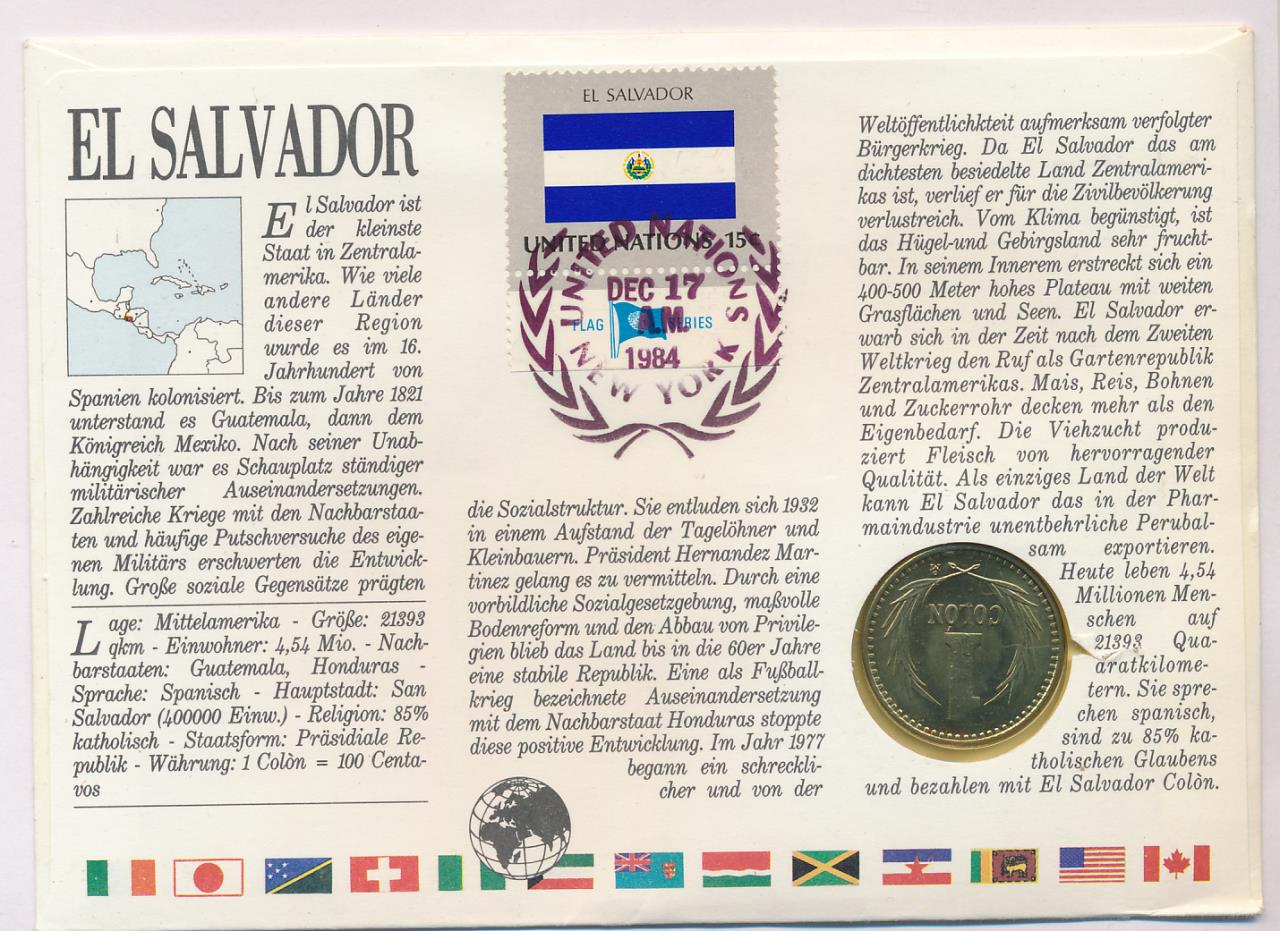 EL SALVADOR
El Salvador ist
der kleinste
Staat in Zentrala-
merika. Wie viele
andere Länder
dieser Region
wurde es im 16.
Jahrhundert von
Spanien kolonisiert. Bis zum Jahre 1821
unterstand es Guatemala, dann dem
Königreich Mexiko. Nach seiner Unab-
hängigkeit war es Schauplatz ständiger
militärischer Auseinandersetzungen.
Zahlreiche Kriege mit den Nachbarstaa-
ten und häufige Putschversuche des eige-
nen Militärs erschwerten die Entwick-
lung. Große soziale Gegensätze prägten
Lage: Mittelamerika - Größe: 21393
qkm - Einwohner: 4,54 Mio. - Nach-
barstaaten: Guatemala, Honduras -
Sprache: Spanisch - Hauptstadt: San
Salvador (400000 Einw.) - Religion: 85%
katholisch - Staatsform: Präsidiale Re-
publik - Währung: 1 Colòn = 100 Centa-
vos
EL SALVADOR
UNITED NATIONS 15¢
FLAG SERIES
UNITED NATIONS
DEC 17
A.M.
1984
NEW YORK
die Sozialstruktur. Sie entluden sich 1932
in einem Aufstand der Tagelöhner und
Kleinbauern. Präsident Hernandez Mar-
tinez gelang es zu vermitteln. Durch eine
vorbildliche Sozialgesetzgebung, maßvolle
Bodenreform und den Abbau von Privile-
gien blieb das Land bis in die 60er Jahre
eine stabile Republik. Eine als Fußball-
krieg bezeichnete Auseinandersetzung
mit dem Nachbarstaat Honduras stoppte
diese positive Entwicklung. Im Jahr 1977
begann ein schreckli-
cher und von der
Weltöffentlichkteit aufmerksam verfolgter
Bürgerkrieg. Da El Salvador das am
dichtesten besiedelte Land Zentralameri-
kas ist, verlief er für die Zivilbevölkerung
verlustreich. Vom Klima begünstigt, ist
das Hügel-und Gebirgsland sehr frucht-
bar. In seinem Innerem erstreckt sich ein
400-500 Meter hohes Plateau mit weiten
Grasflächen und Seen. El Salvador er-
warb sich in der Zeit nach dem Zweiten
Weltkrieg den Ruf als Gartenrepublik
Zentralamerikas. Mais, Reis, Bohnen
und Zuckerrohr decken mehr als den
Eigenbedarf. Die Viehzucht produ-
ziert Fleisch von hervorragender
Qualität. Als einziges Land der Welt
kann El Salvador das in der Phar-
maindustrie unentbehrliche Perubal-
sam exportieren.
Heute leben 4,54
Millionen Men-
schen auf
21393 Qua-
dratkilome-
tern. Sie spre-
chen spanisch,
sind zu 85% ka-
tholischen Glaubens
und bezahlen mit El Salvador Colòn.
1
COLON